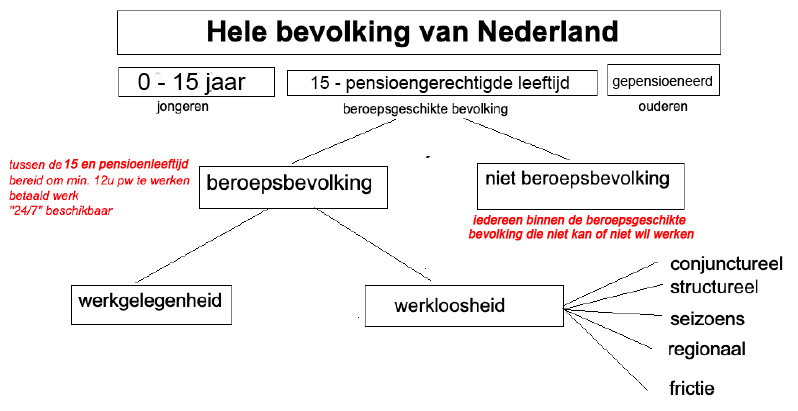 Hele bevolking van Nederland
0 - 15 jaar
15 - pensioengerechtigde leeftijd
gepensioeneerd
jongeren
beroepsgeschikte bevolking
ouderen
tussen de 15 en pensioenleeftijd
bereid om min. 12u pw te werken
betaald werk
"24/7" beschikbaar
beroepsbevolking
niet beroepsbevolking
iedereen binnen de beroepsgeschikte
bevolking die niet kan of niet wil werken
werkgelegenheid
werkloosheid
conjunctureel
structureel
seizoens
regionaal
frictie